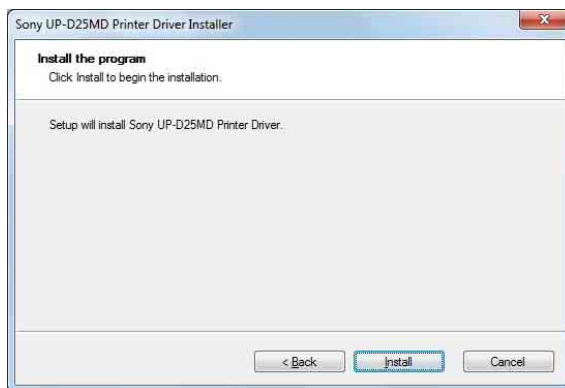 Sony UP-D25MD Printer Driver Installer
Install the program
Click Install to begin the installation.
Setup will install Sony UP-D25MD Printer Driver.
< Back
Install
Cancel